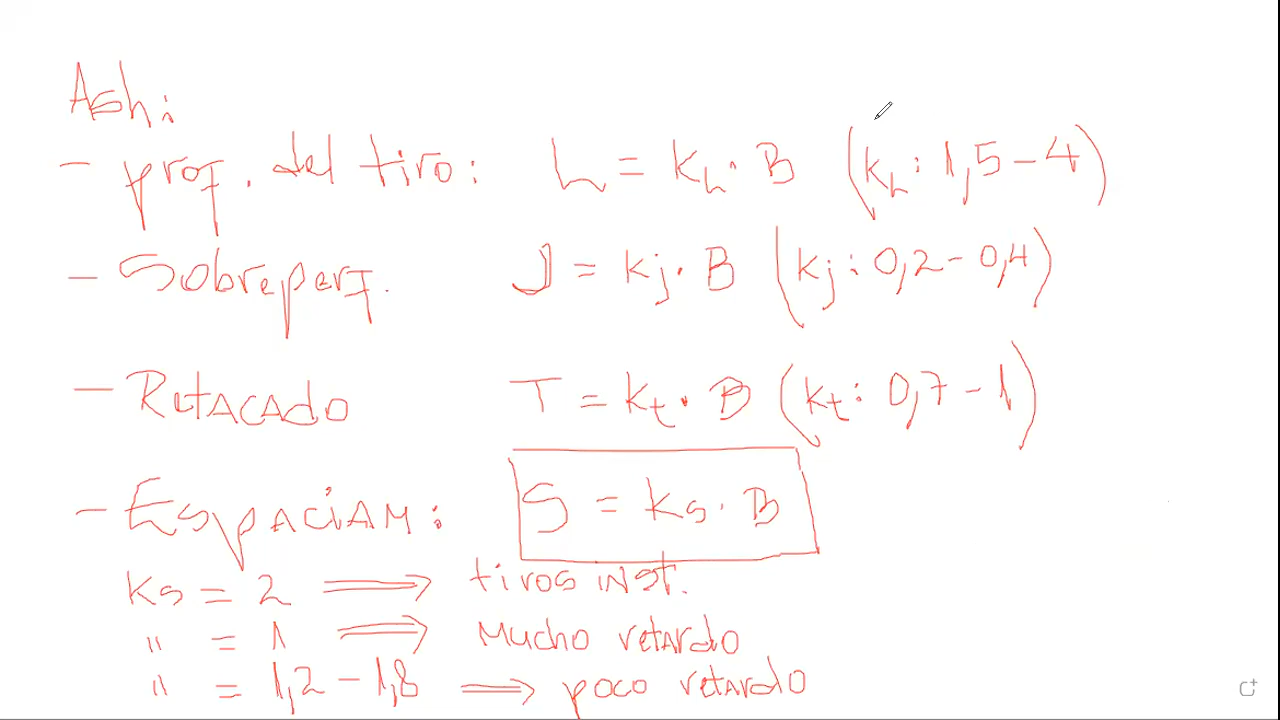 Ash:
- prof. del tiro: L = Kh · B (Kh: 1,5 - 4)
- Sobreperf. J = Kj · B (Kj: 0,2 - 0,4)
- Retacado T = Kt · B (Kt: 0,7 - 1)
- Espaciam: S = Ks · B
Ks = 2 ⟹ tiros inst.
" = 1 ⟹ Mucho retardo
" = 1,2 - 1,8 ⟹ poco retardo